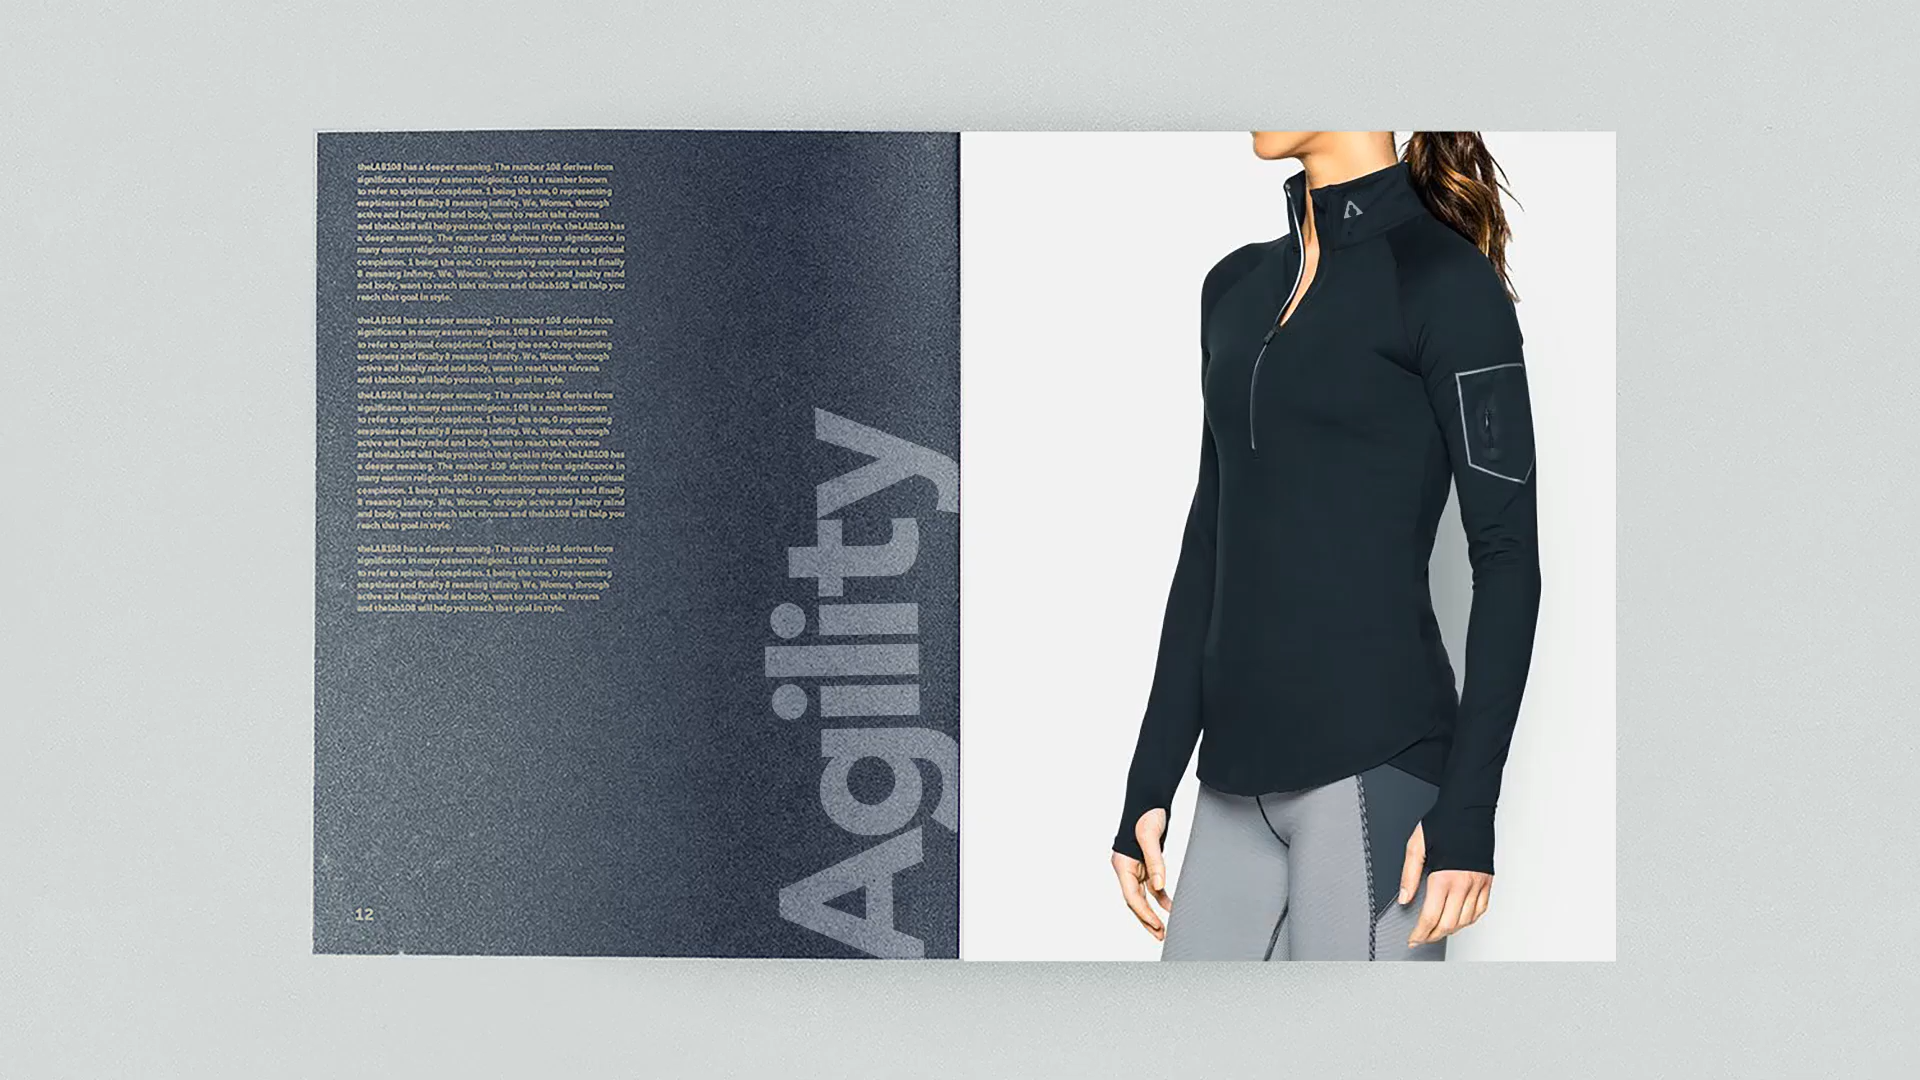 theLAB108 has a deeper meaning. The number 108 derives from
significance in many eastern religions. 108 is a number known
to refer to spiritual completion. 1 being the one, 0 representing
emptiness and finally 8 meaning infinity. We, Women, through
active and healty mind and body, want to reach taht nirvana
and thelab108 will help you reach that goal in style. theLAB108 has
a deeper meaning. The number 108 derives from significance in
many eastern religions. 108 is a number known to refer to spiritual
completion. 1 being the one, 0 representing emptiness and finally
8 meaning infinity. We, Women, through active and healty mind
and body, want to reach taht nirvana and thelab108 will help you
reach that goal in style.
theLAB108 has a deeper meaning. The number 108 derives from
significance in many eastern religions. 108 is a number known
to refer to spiritual completion. 1 being the one, 0 representing
emptiness and finally 8 meaning infinity. We, Women, through
active and healty mind and body, want to reach taht nirvana
and thelab108 will help you reach that goal in style.
theLAB108 has a deeper meaning. The number 108 derives from
significance in many eastern religions. 108 is a number known
to refer to spiritual completion. 1 being the one, 0 representing
emptiness and finally 8 meaning infinity. We, Women, through
active and healty mind and body, want to reach taht nirvana
and thelab108 will help you reach that goal in style. theLAB108 has
a deeper meaning. The number 108 derives from significance in
many eastern religions. 108 is a number known to refer to spiritual
completion. 1 being the one, 0 representing emptiness and finally
8 meaning infinity. We, Women, through active and healty mind
and body, want to reach taht nirvana and thelab108 will help you
reach that goal in style.
theLAB108 has a deeper meaning. The number 108 derives from
significance in many eastern religions. 108 is a number known
to refer to spiritual completion. 1 being the one, 0 representing
emptiness and finally 8 meaning infinity. We, Women, through
active and healty mind and body, want to reach taht nirvana
and thelab108 will help you reach that goal in style.
12
Agility